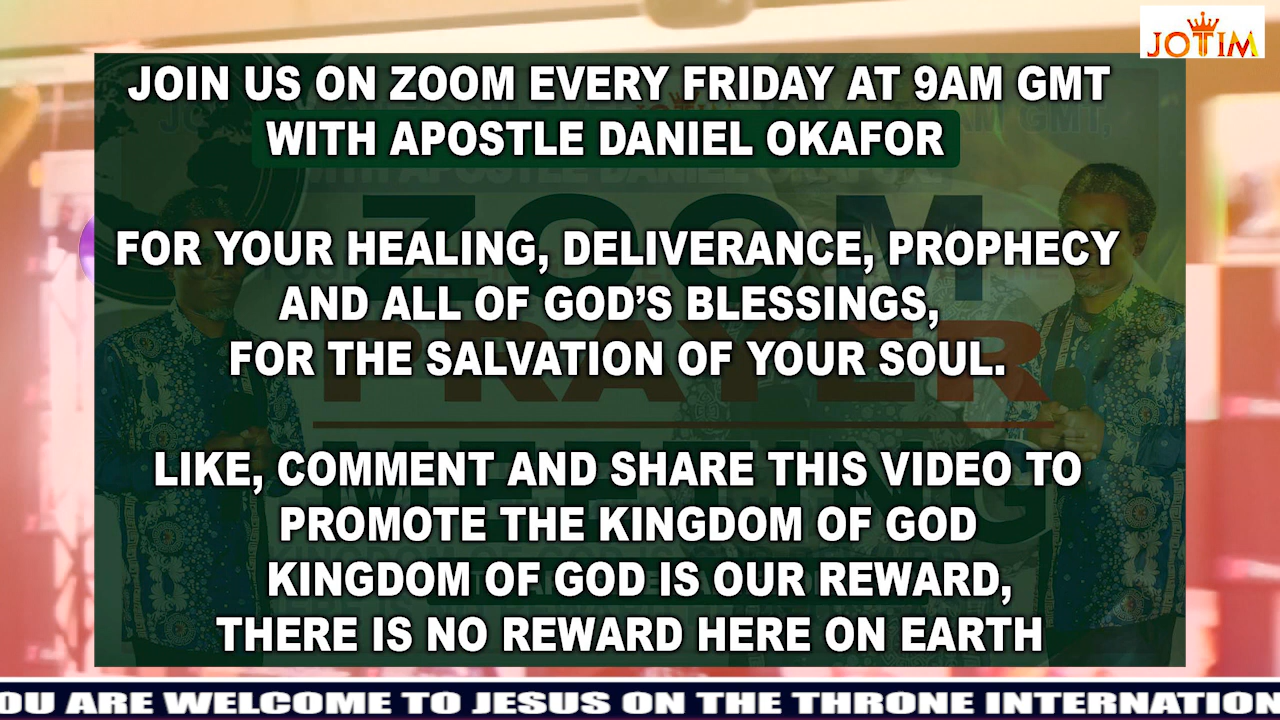 JOTIM
JOIN US ON ZOOM EVERY FRIDAY AT 9AM GMT
WITH APOSTLE DANIEL OKAFOR
ZOOM
FOR YOUR HEALING, DELIVERANCE, PROPHECY
AND ALL OF GOD’S BLESSINGS,
PRAYER
FOR THE SALVATION OF YOUR SOUL.
MEETING
LIKE, COMMENT AND SHARE THIS VIDEO TO
PROMOTE THE KINGDOM OF GOD
KINGDOM OF GOD IS OUR REWARD,
THERE IS NO REWARD HERE ON EARTH
OU ARE WELCOME TO JESUS ON THE THRONE INTERNATION